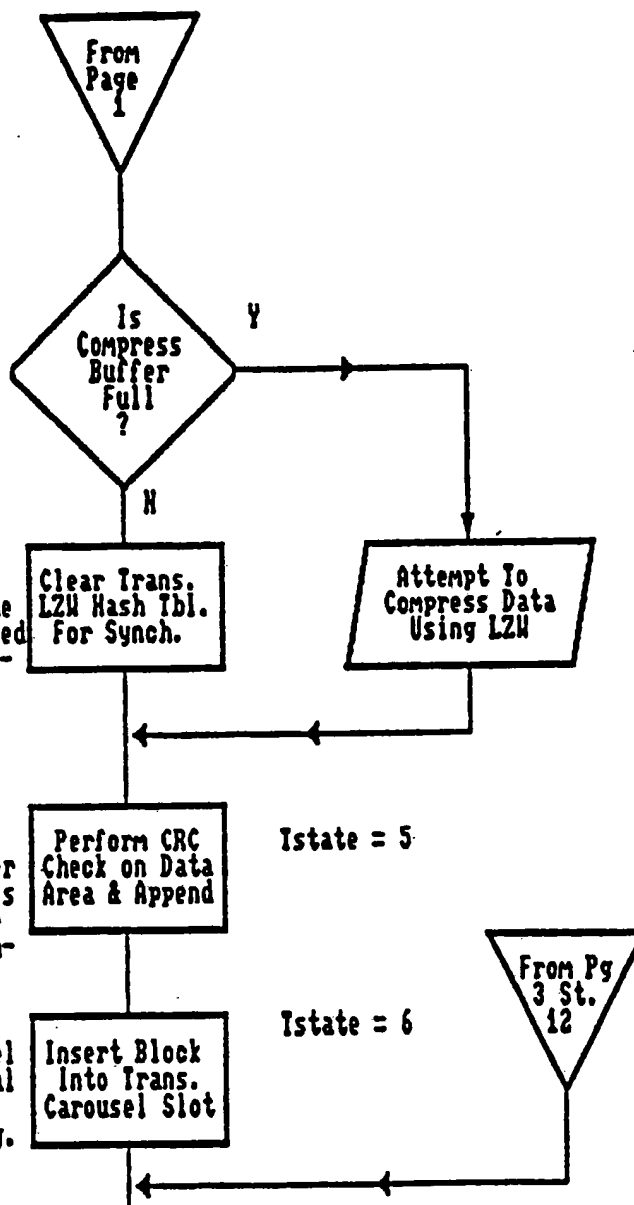 From
Page
1
Is
Compress
Buffer
Full
?
Y
N
Clear Trans.
LZW Hash Tbl.
For Synch.
Attempt To
Compress Data
Using LZW
Perform CRC
Check on Data
Area & Append
Tstate = 5
From Pg
3 St.
12
Insert Block
Into Trans.
Carousel Slot
Tstate = 6